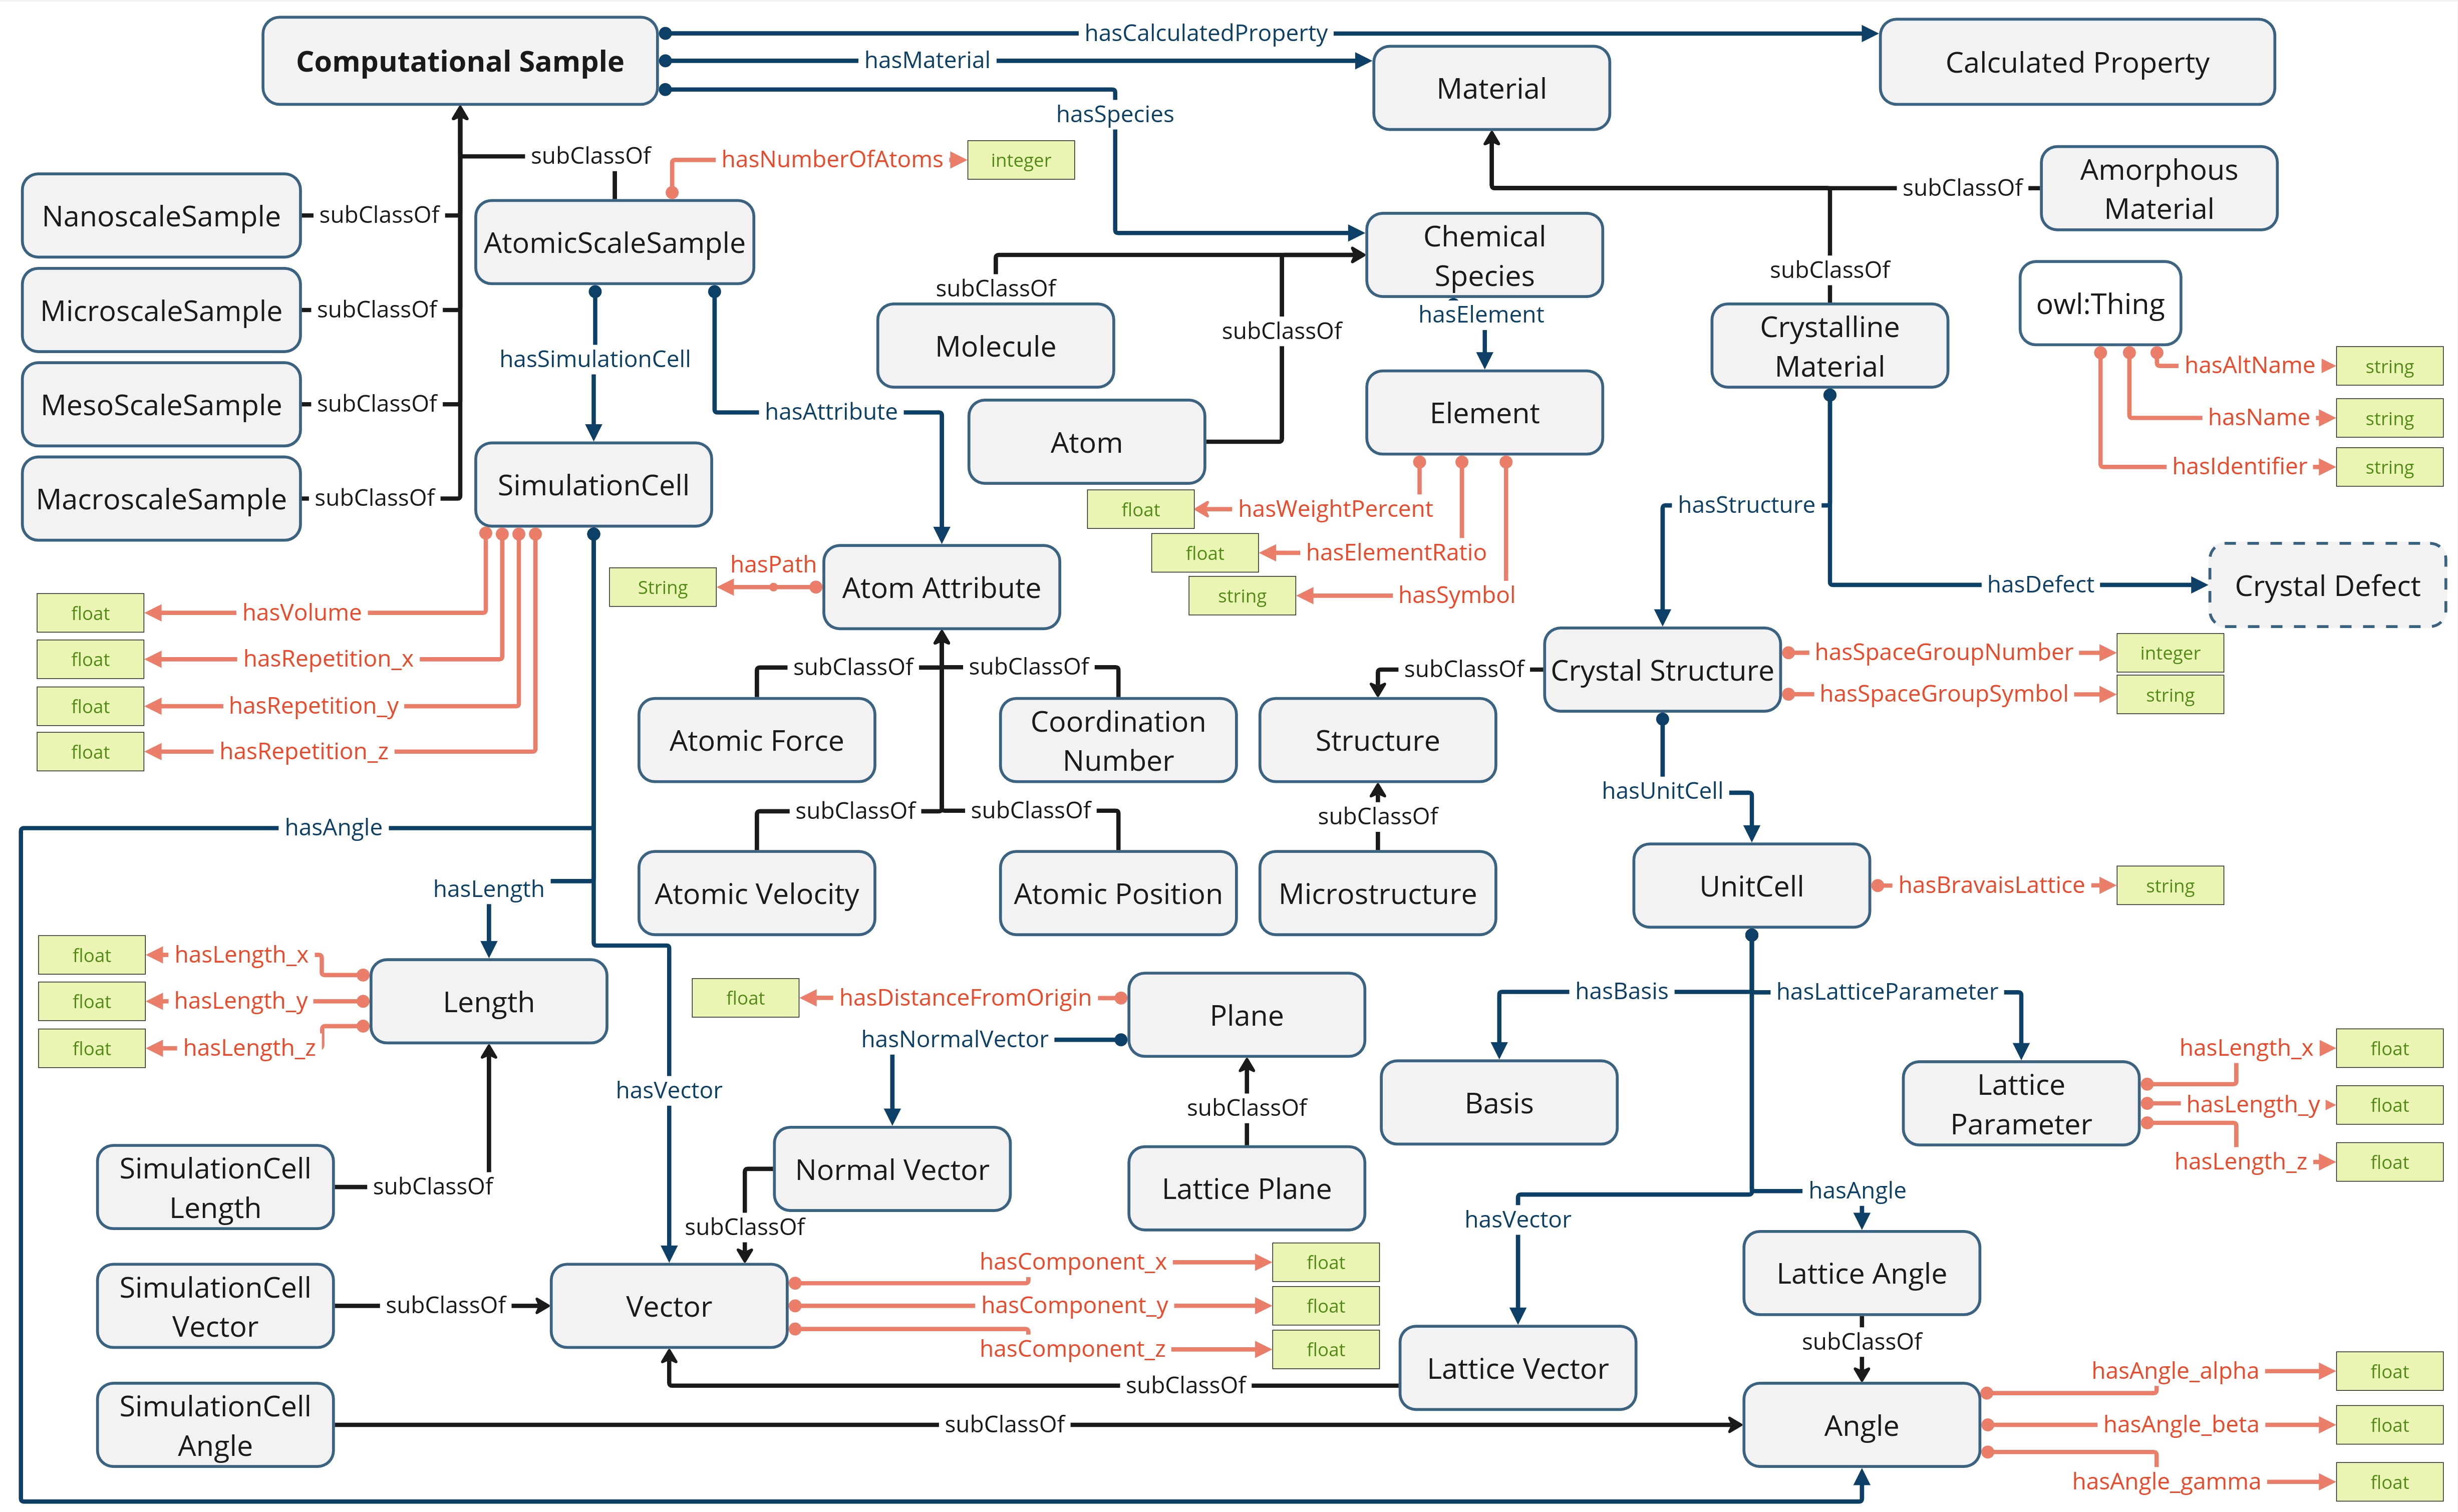 Computational Sample
hasCalculatedProperty
Calculated Property
hasMaterial
Material
hasSpecies
subClassOf
hasNumberOfAtoms
integer
NanoscaleSample
subClassOf
AtomicScaleSample
Chemical
Species
subClassOf
Amorphous
Material
MicroscaleSample
subClassOf
subClassOf
Molecule
subClassOf
hasElement
subClassOf
Crystalline
Material
owl:Thing
hasAltName
string
hasName
string
hasIdentifier
string
MesoScaleSample
subClassOf
hasSimulationCell
hasAttribute
Atom
Element
MacroscaleSample
subClassOf
SimulationCell
float
hasWeightPercent
float
hasElementRatio
string
hasSymbol
hasStructure
hasDefect
Crystal Defect
String
hasPath
Atom Attribute
float
hasVolume
float
hasRepetition_x
float
hasRepetition_y
float
hasRepetition_z
subClassOf
subClassOf
Atomic Force
Coordination
Number
subClassOf
subClassOf
Atomic Velocity
Atomic Position
subClassOf
Crystal Structure
hasSpaceGroupNumber
integer
hasSpaceGroupSymbol
string
Structure
subClassOf
Microstructure
hasUnitCell
UnitCell
hasBravaisLattice
string
hasAngle
hasLength
float
hasLength_x
float
hasLength_y
float
hasLength_z
Length
float
hasDistanceFromOrigin
Plane
hasNormalVector
hasVector
subClassOf
Normal Vector
Lattice Plane
hasBasis
hasLatticeParameter
Basis
Lattice
Parameter
hasLength_x
float
hasLength_y
float
hasLength_z
float
SimulationCell
Length
subClassOf
subClassOf
hasVector
hasAngle
SimulationCell
Vector
subClassOf
Vector
hasComponent_x
float
hasComponent_y
float
hasComponent_z
float
Lattice Angle
subClassOf
Lattice Vector
subClassOf
SimulationCell
Angle
subClassOf
Angle
hasAngle_alpha
float
hasAngle_beta
float
hasAngle_gamma
float